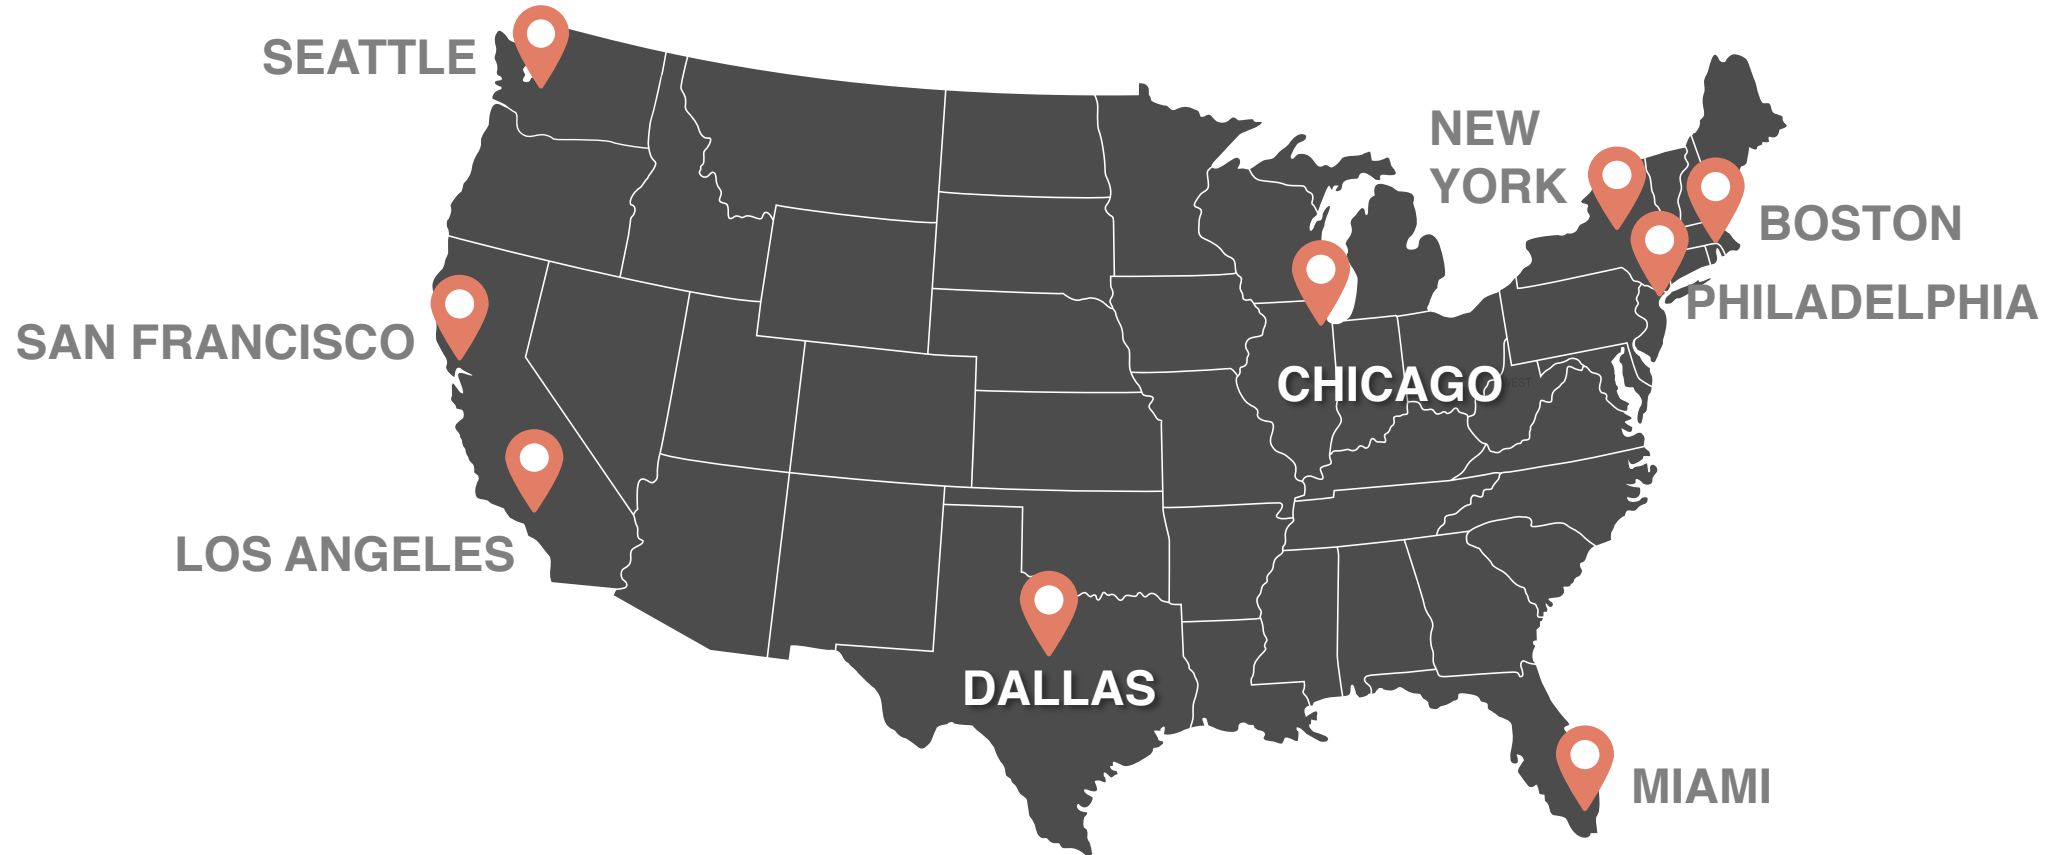 SEATTLE
NEW
YORK
BOSTON
PHILADELPHIA
SAN FRANCISCO
CHICAGO
LOS ANGELES
DALLAS
MIAMI